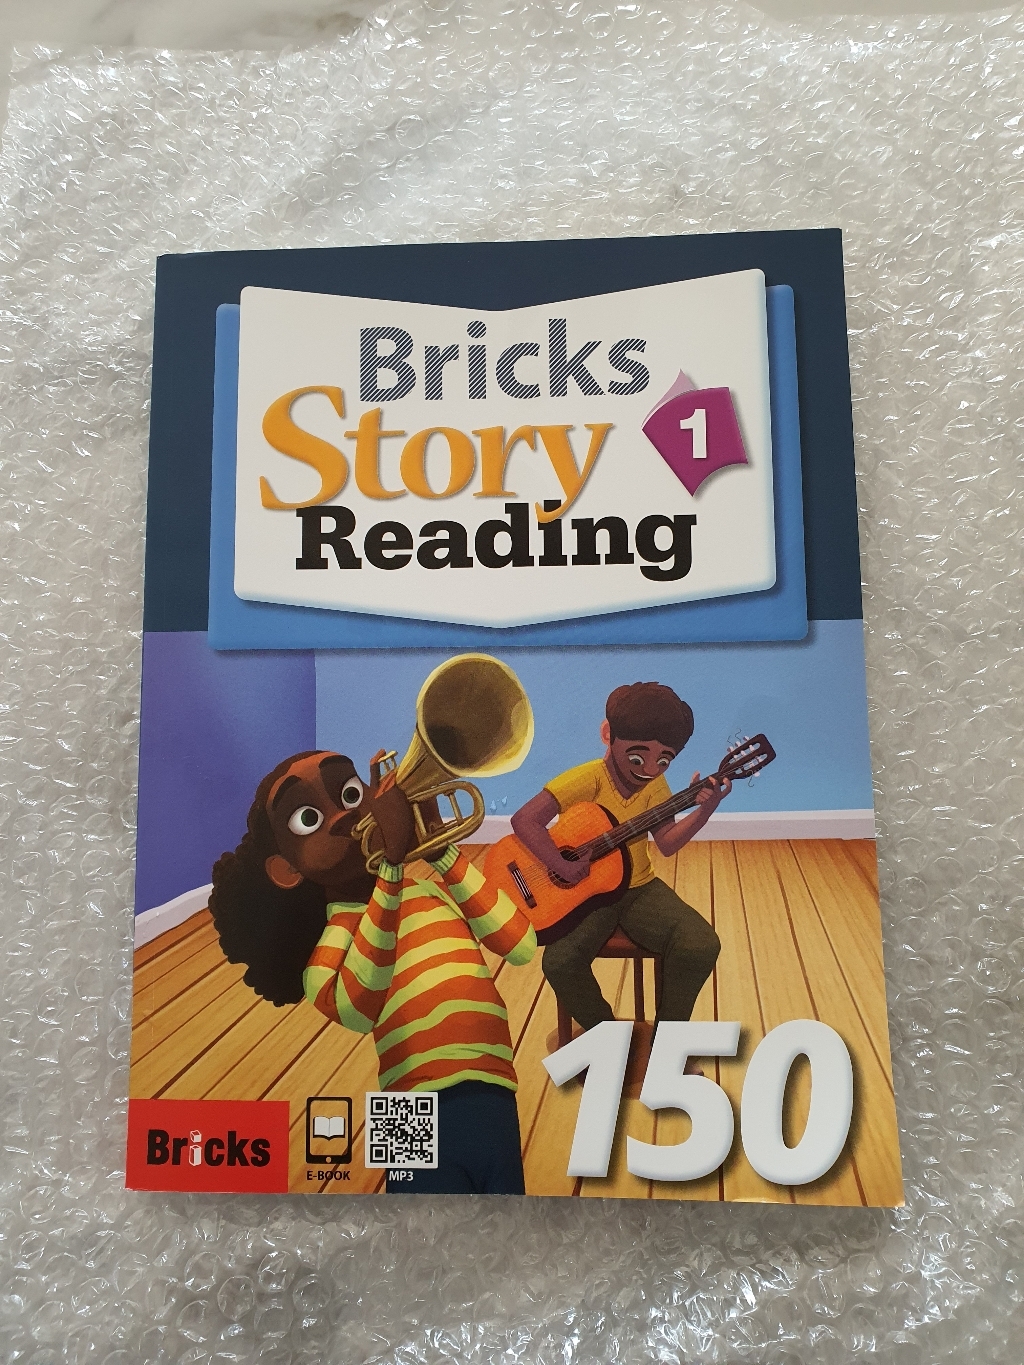 Bricks
Story
1
Reading
150
Bricks
E-BOOK
MP3